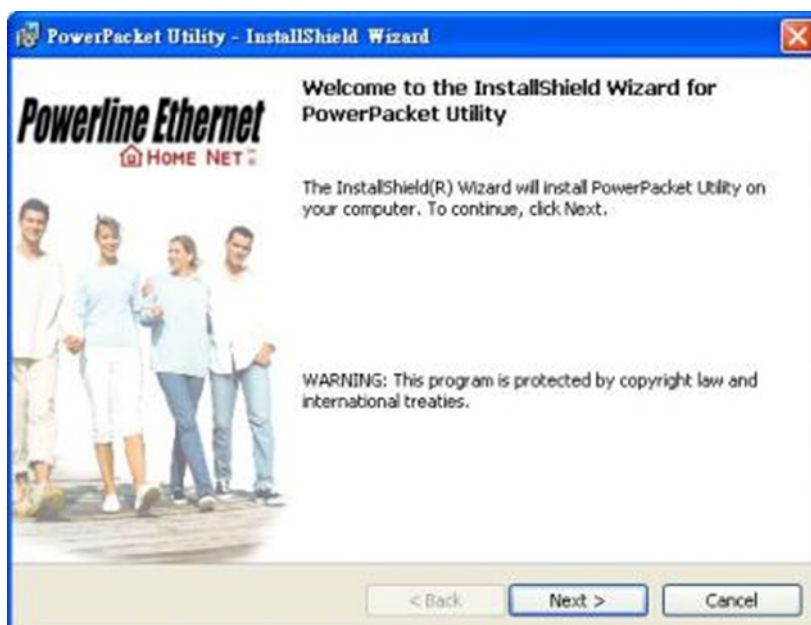 PowerPacket Utility - InstallShield Wizard
Powerline Ethernet
HOME NET
Welcome to the InstallShield Wizard for
PowerPacket Utility
The InstallShield(R) Wizard will install PowerPacket Utility on
your computer. To continue, click Next.
WARNING: This program is protected by copyright law and
international treaties.
< Back
Next >
Cancel